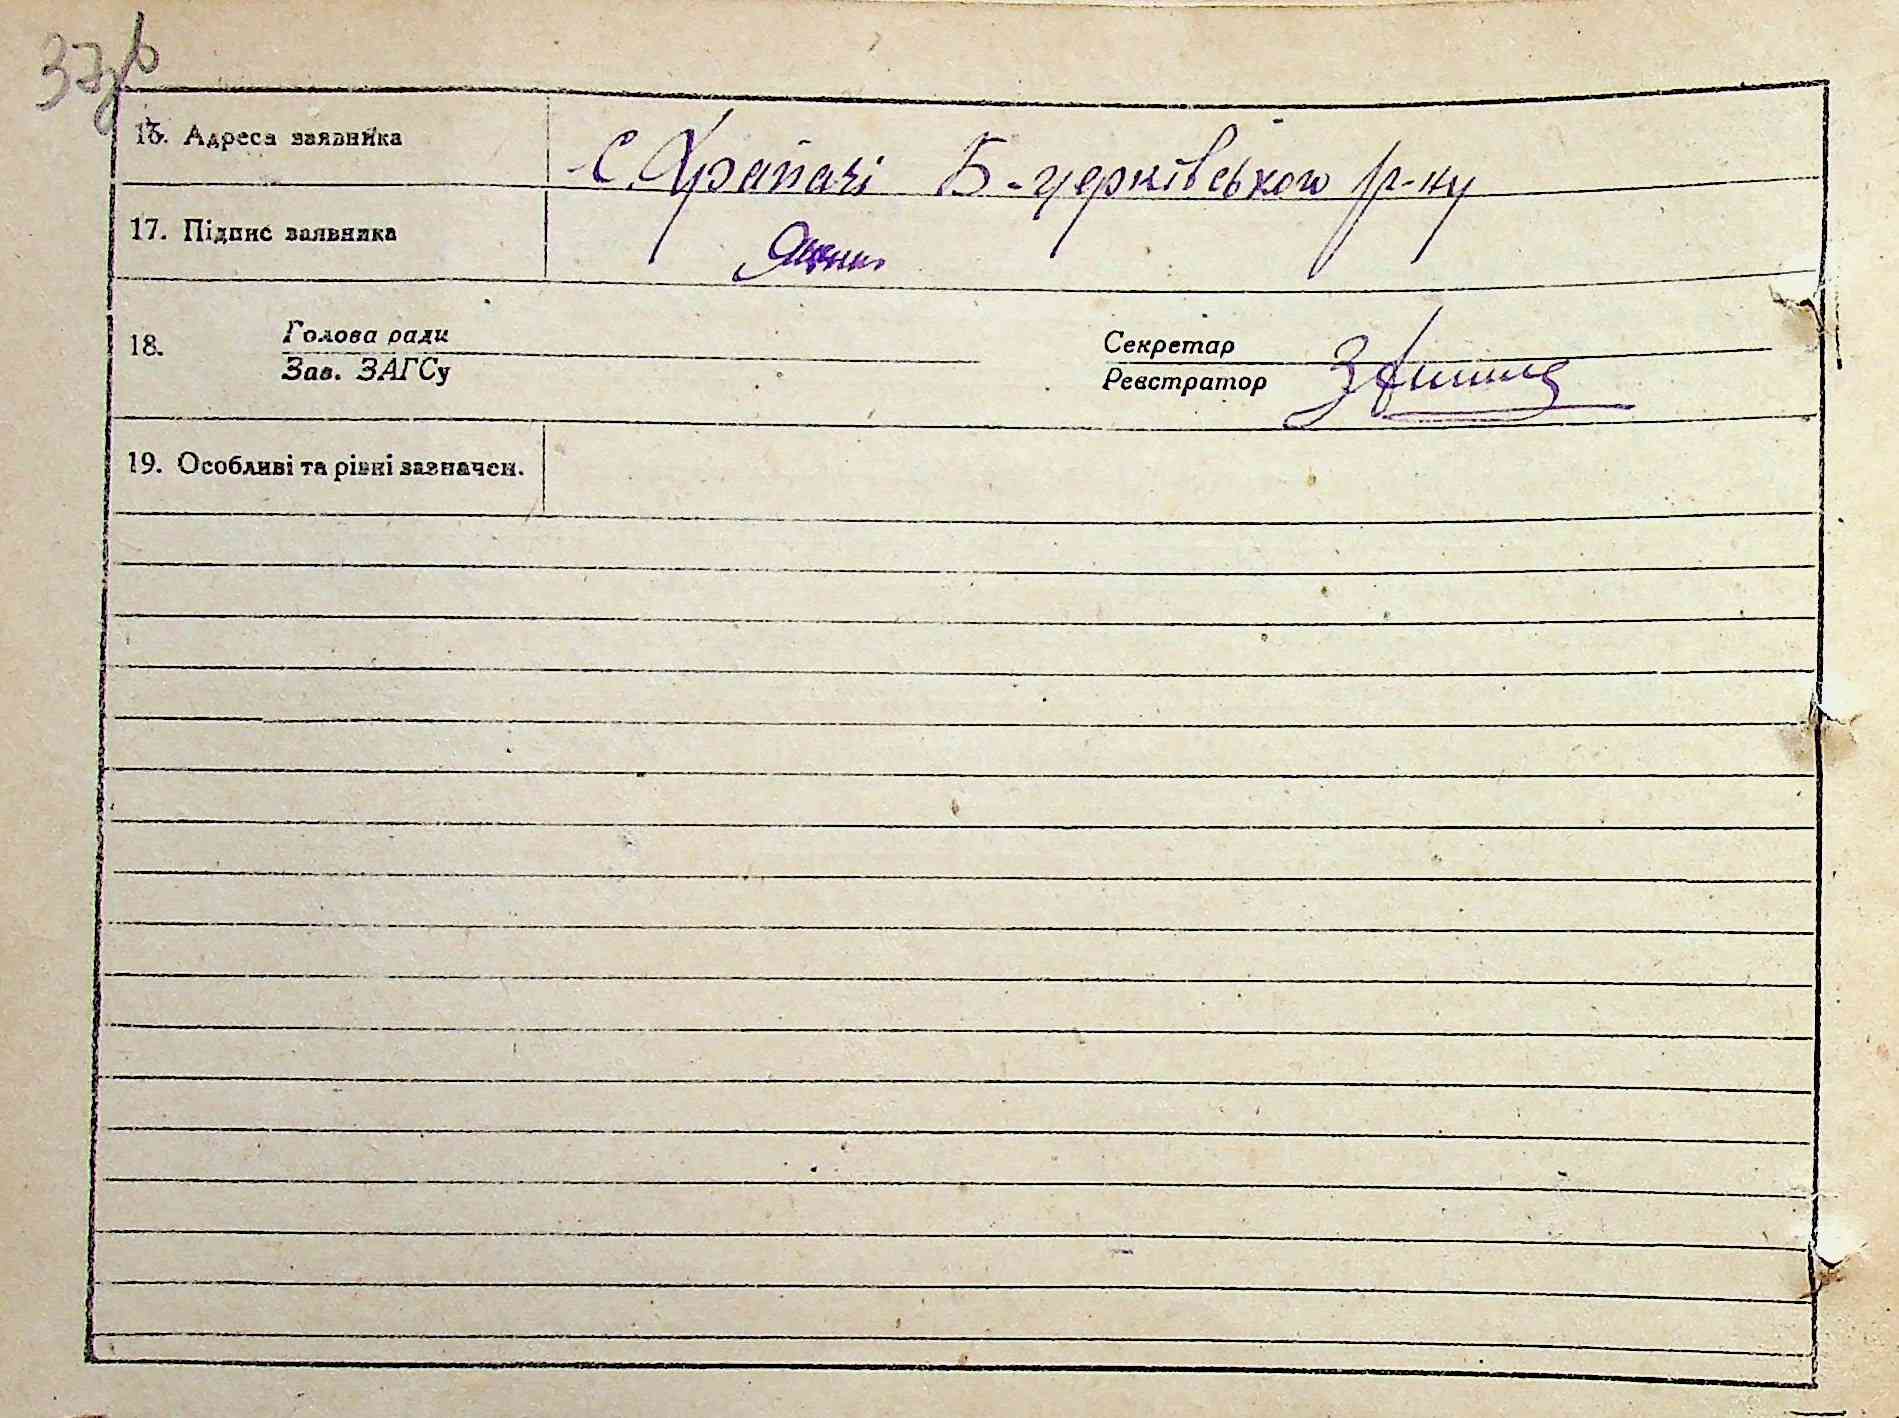 37зв
16. Адреса заявника
с. Храпачі Б-церківського р-ну
17. Підпис заявника
18.
Голова ради
Зав. ЗАГСу
Секретар
Реєстратор
19. Особливі та різні зазначен.